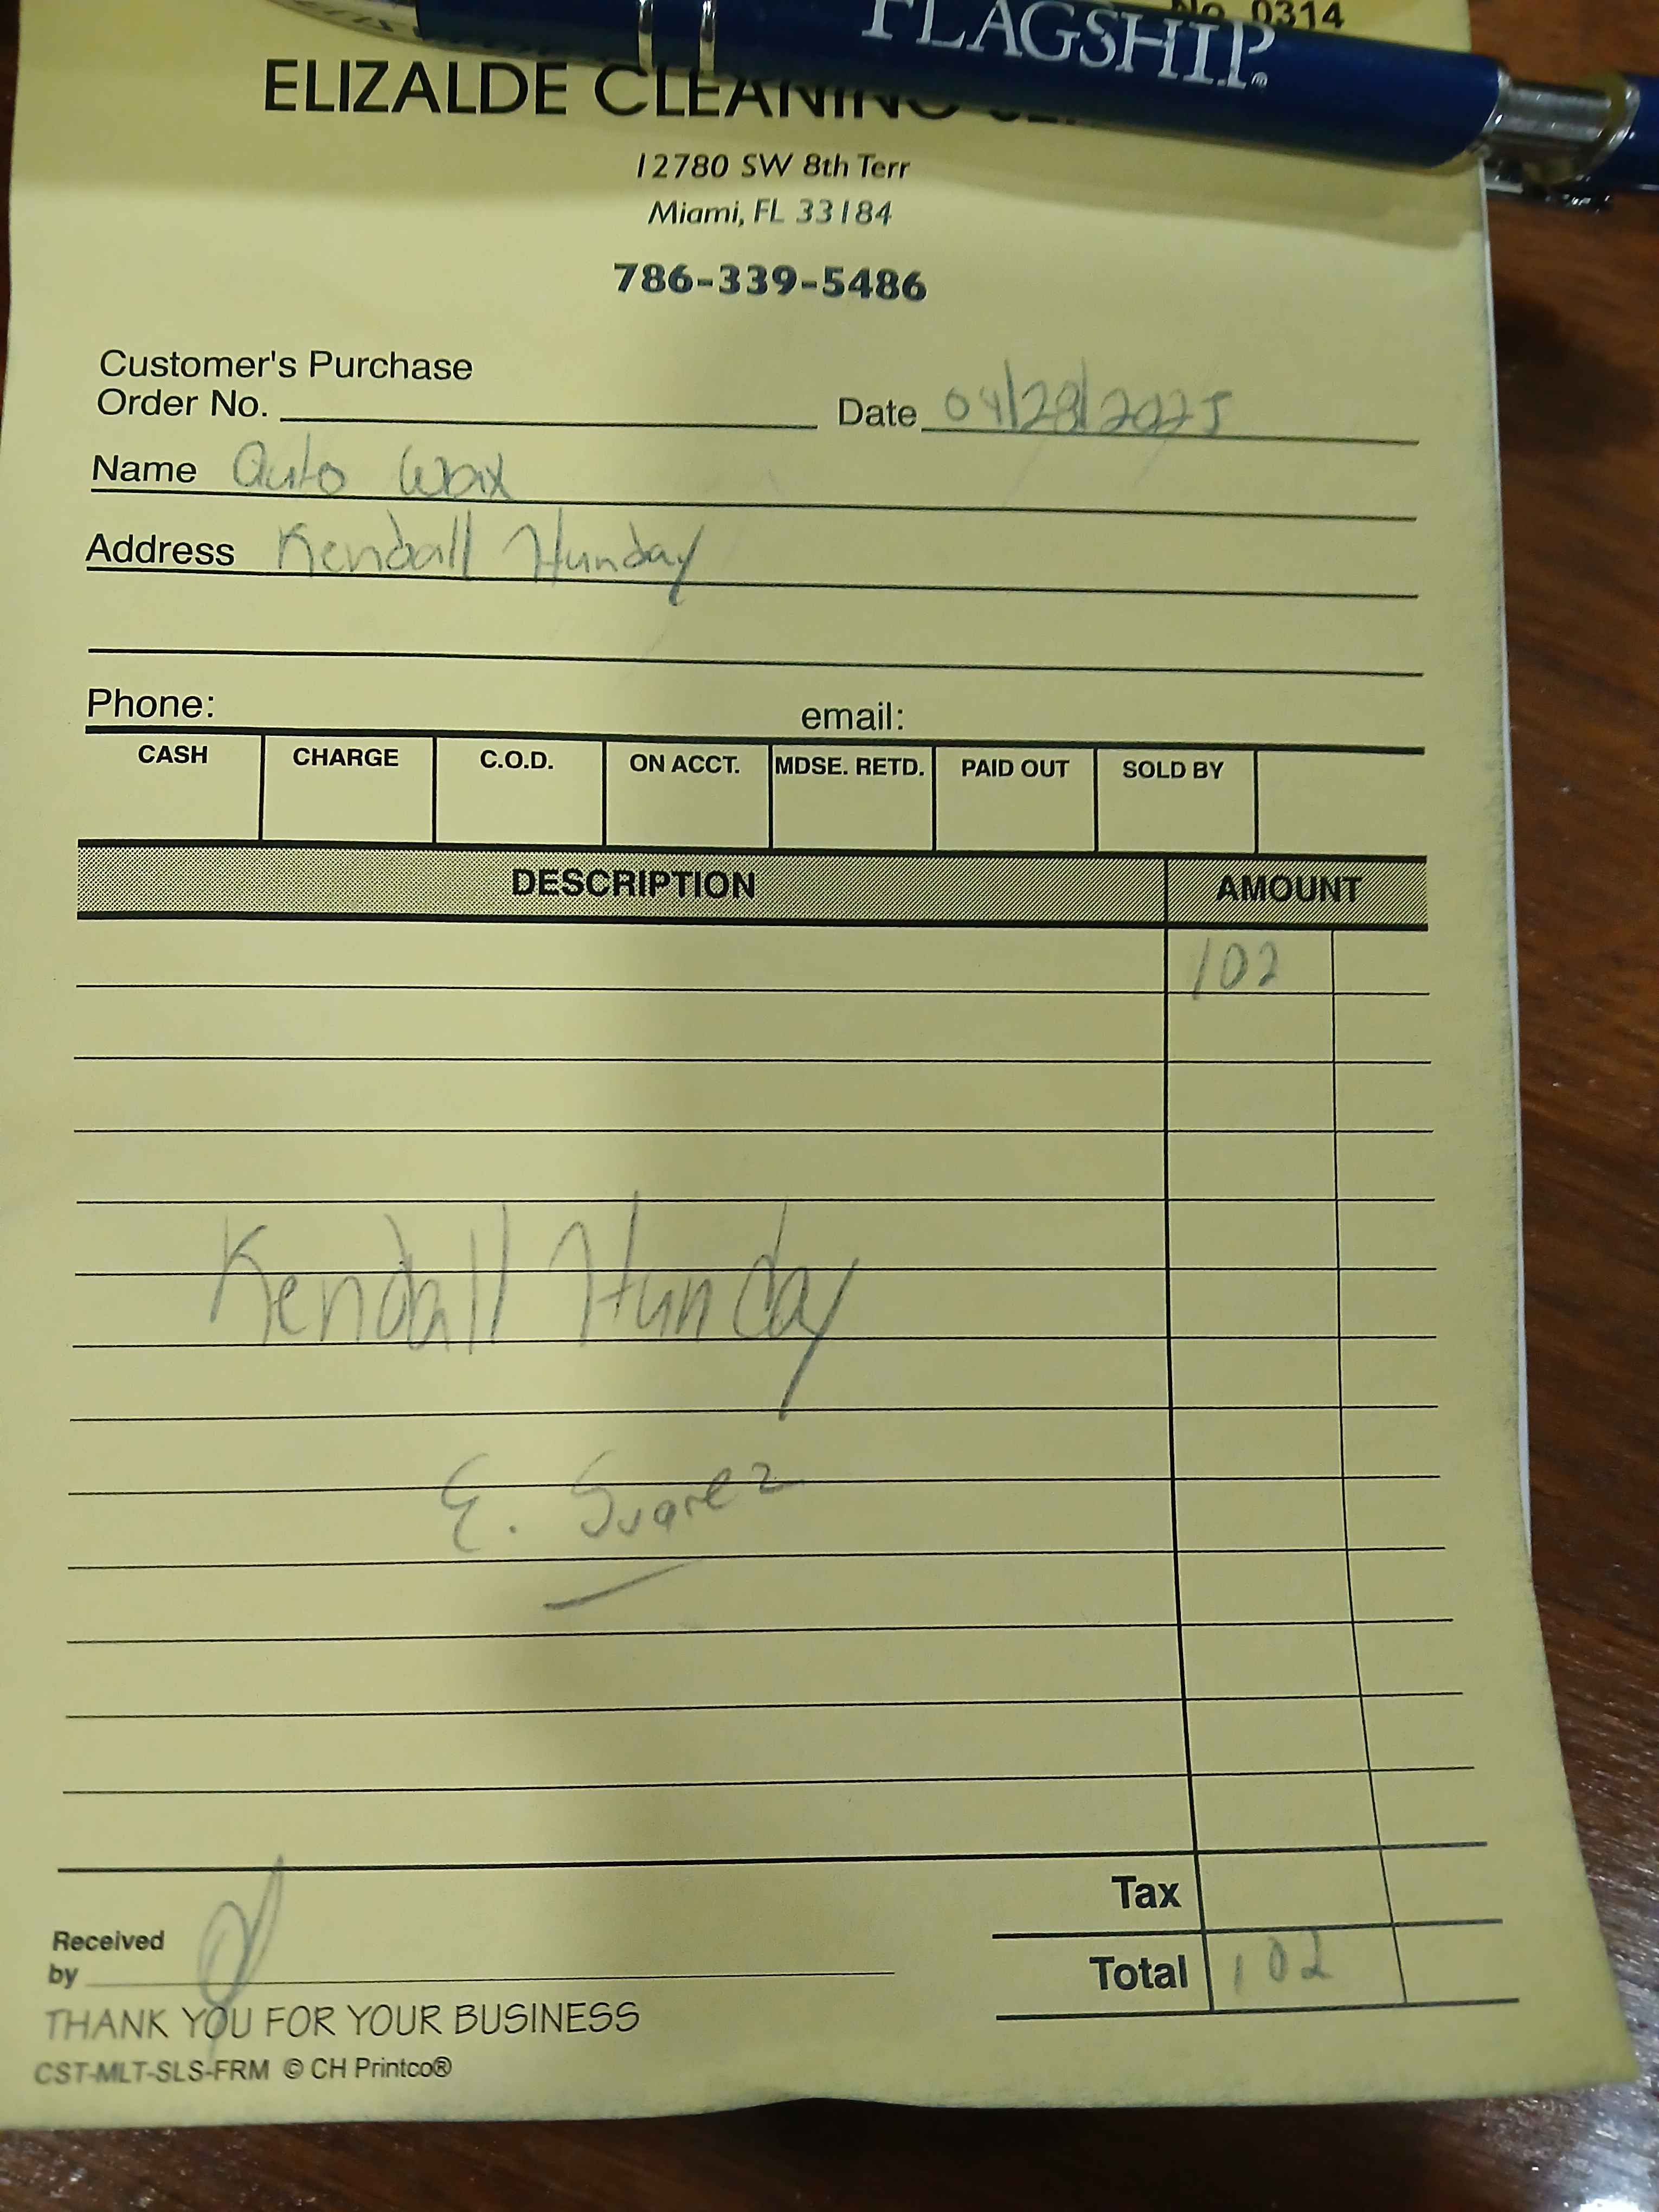 No. 0314
FLAGSHIP
ELIZALDE CLEANING
12780 SW 8th Terr
Miami, FL 33184
786-339-5486
Customer's Purchase
Order No. Date 04/28/2025
Name Auto Wax
Address Kendall Hunday
Phone: email:
CASH CHARGE C.O.D. ON ACCT. MDSE. RETD. PAID OUT SOLD BY
DESCRIPTION AMOUNT
102
Kendall Hunday
E. Suarez
Tax
Received
by
Total 102
THANK YOU FOR YOUR BUSINESS
CST-MLT-SLS-FRM © CH Printco®